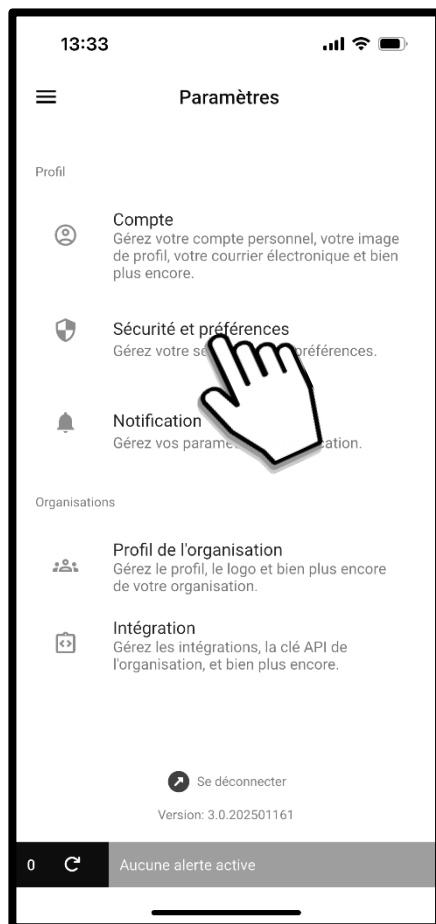 13:33
Paramètres
Profil
Compte
Gérez votre compte personnel, votre image
de profil, votre courrier électronique et bien
plus encore.
Sécurité et préférences
Gérez votre préférences.
Notification
Gérez vos
Organisations
Profil de l'organisation
Gérez le profil, le logo et bien plus encore
de votre organisation.
Intégration
Gérez les intégrations, la clé API de
l'organisation, et bien plus encore.
Se déconnecter
Version: 3.0.202501161
0 Aucune alerte active